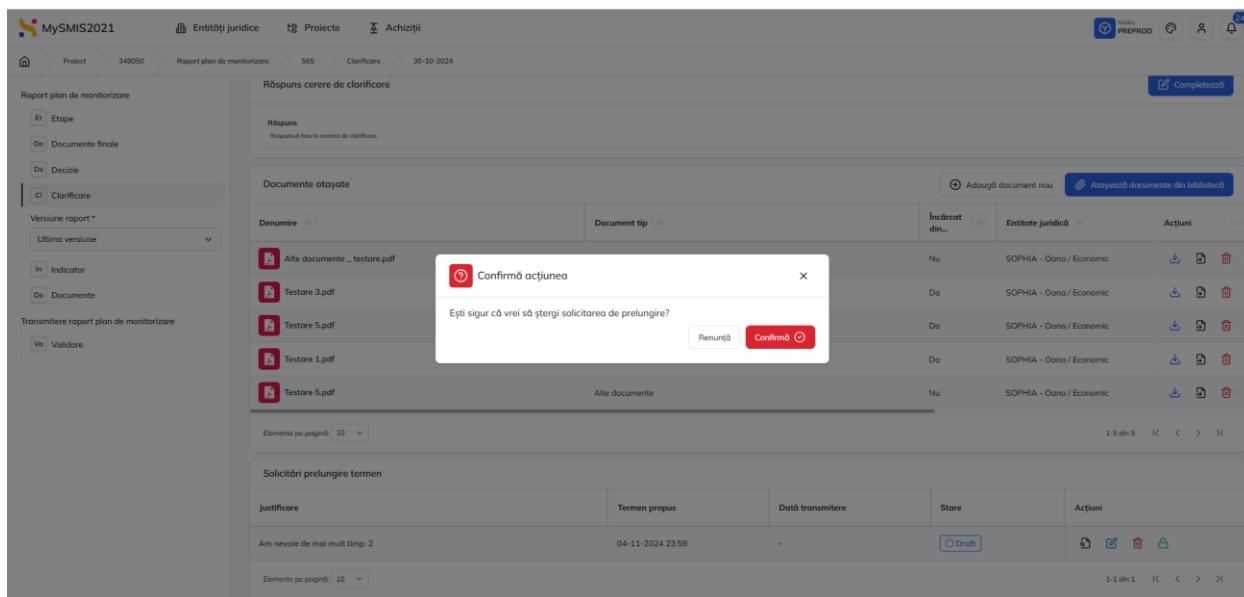 MySMIS2021 Entități juridice Proiecte Achiziții Mediu PREPROD 24
Proiect 348050 Raport plan de monitorizare 565 Clarificare 30-10-2024
Raport plan de monitorizare
Et Etape
Do Documente finale
De Decizie
Cl Clarificare
Versiune raport *
Ultima versiune
In Indicator
Do Documente
Transmitere raport plan de monitorizare
Va Validare
Răspuns cerere de clarificare Completează
Răspuns
Răspunsul meu la cererea de clarificare.
Documente atașate Adaugă document nou Atașează documente din bibliotecă
Denumire Document tip Încărcat din... Entitate juridică Acțiuni
Alte documente _ testare.pdf Nu SOPHIA - Oana / Economic
Testare 3.pdf Da SOPHIA - Oana / Economic
Testare 5.pdf Da SOPHIA - Oana / Economic
Testare 1.pdf Da SOPHIA - Oana / Economic
Testare 5.pdf Alte documente Nu SOPHIA - Oana / Economic
Elemente pe pagină: 10 1-5 din 5
Confirmă acțiunea
Ești sigur că vrei să ștergi solicitarea de prelungire?
Renunță Confirmă
Solicitări prelungire termen
Justificare Termen propus Dată transmitere Stare Acțiuni
Am nevoie de mai mult timp. 2 04-11-2024 23:59 - Draft
Elemente pe pagină: 10 1-1 din 1